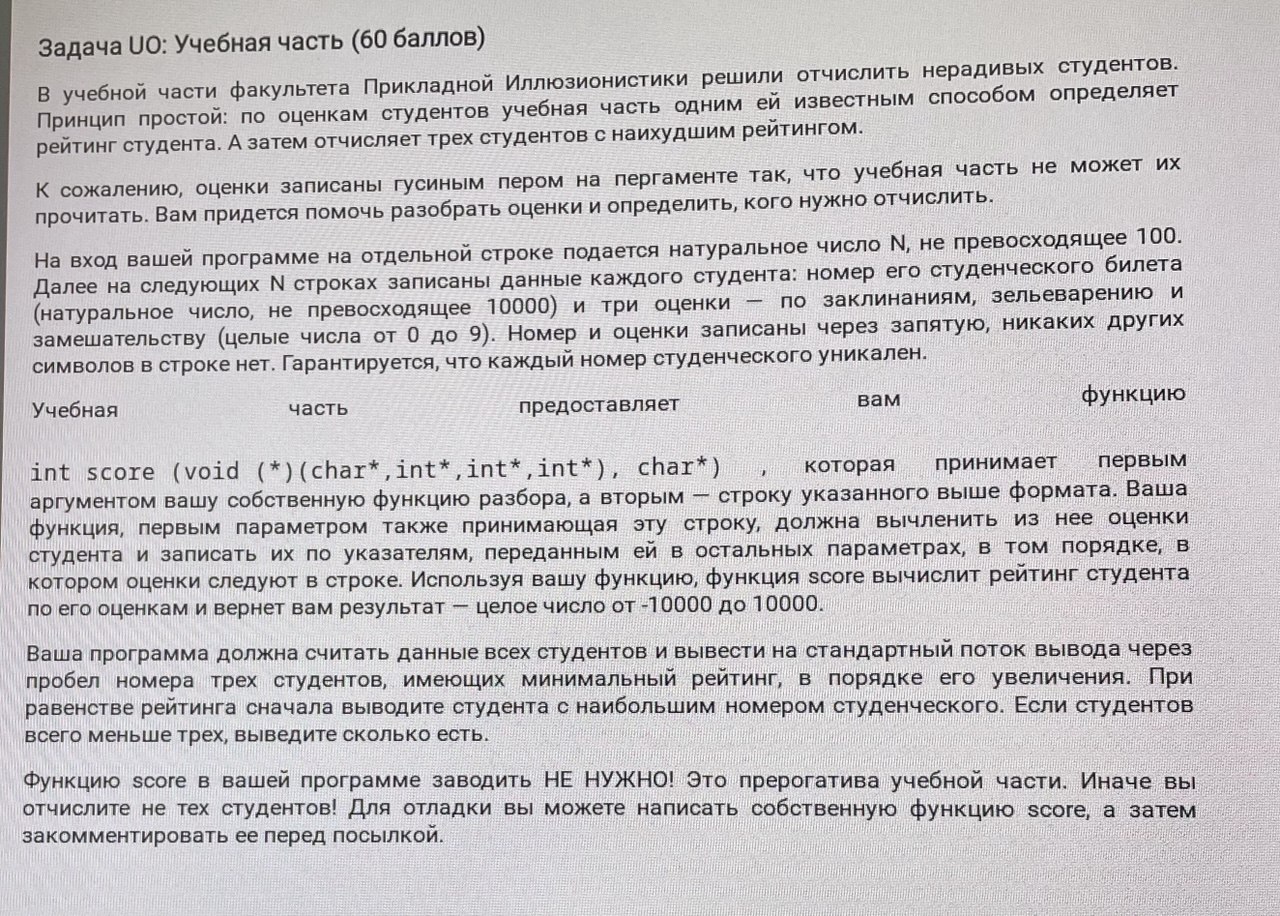 Задача UO: Учебная часть (60 баллов)
В учебной части факультета Прикладной Иллюзионистики решили отчислить нерадивых студентов.
Принцип простой: по оценкам студентов учебная часть одним ей известным способом определяет
рейтинг студента. А затем отчисляет трех студентов с наихудшим рейтингом.
К сожалению, оценки записаны гусиным пером на пергаменте так, что учебная часть не может их
прочитать. Вам придется помочь разобрать оценки и определить, кого нужно отчислить.
На вход вашей программе на отдельной строке подается натуральное число N, не превосходящее 100.
Далее на следующих N строках записаны данные каждого студента: номер его студенческого билета
(натуральное число, не превосходящее 10000) и три оценки — по заклинаниям, зельеварению и
замешательству (целые числа от 0 до 9). Номер и оценки записаны через запятую, никаких других
символов в строке нет. Гарантируется, что каждый номер студенческого уникален.
Учебная часть предоставляет вам функцию
int score (void (*)(char*,int*,int*,int*), char*) , которая принимает первым
аргументом вашу собственную функцию разбора, а вторым — строку указанного выше формата. Ваша
функция, первым параметром также принимающая эту строку, должна вычленить из нее оценки
студента и записать их по указателям, переданным ей в остальных параметрах, в том порядке, в
котором оценки следуют в строке. Используя вашу функцию, функция score вычислит рейтинг студента
по его оценкам и вернет вам результат — целое число от -10000 до 10000.
Ваша программа должна считать данные всех студентов и вывести на стандартный поток вывода через
пробел номера трех студентов, имеющих минимальный рейтинг, в порядке его увеличения. При
равенстве рейтинга сначала выводите студента с наибольшим номером студенческого. Если студентов
всего меньше трех, выведите сколько есть.
Функцию score в вашей программе заводить НЕ НУЖНО! Это прерогатива учебной части. Иначе вы
отчислите не тех студентов! Для отладки вы можете написать собственную функцию score, а затем
закомментировать ее перед посылкой.